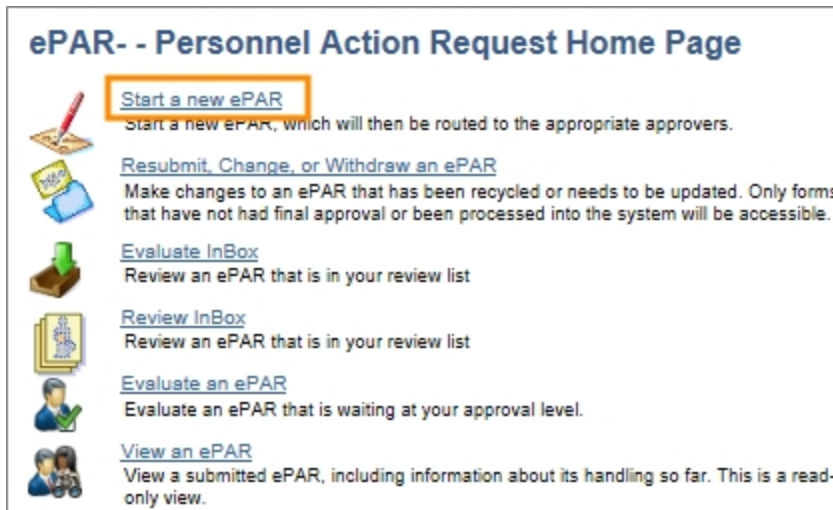 ePAR- - Personnel Action Request Home Page
Start a new ePAR
Start a new ePAR, which will then be routed to the appropriate approvers.
Resubmit, Change, or Withdraw an ePAR
Make changes to an ePAR that has been recycled or needs to be updated. Only forms
that have not had final approval or been processed into the system will be accessible.
Evaluate InBox
Review an ePAR that is in your review list
Review InBox
Review an ePAR that is in your review list
Evaluate an ePAR
Evaluate an ePAR that is waiting at your approval level.
View an ePAR
View a submitted ePAR, including information about its handling so far. This is a read-
only view.